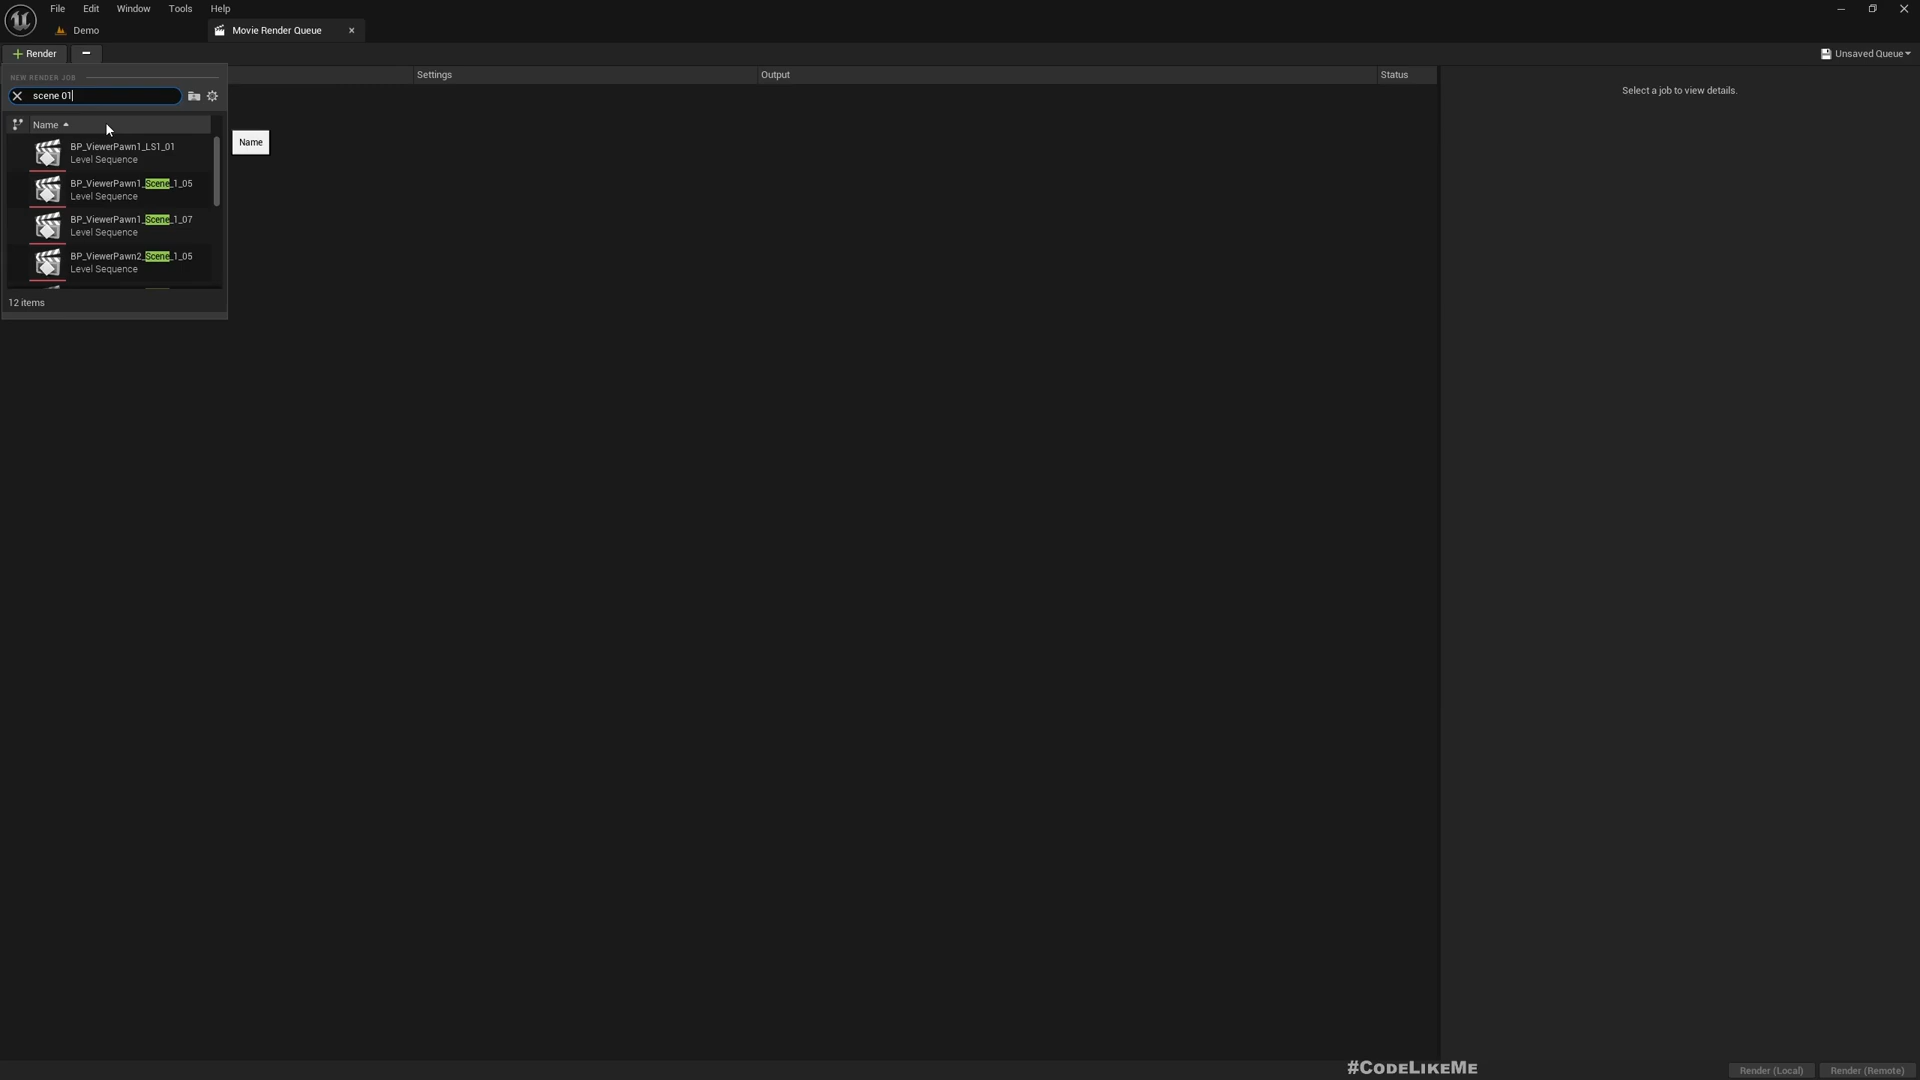 File Edit Window Tools Help
Demo Movie Render Queue
Render Unsaved Queue
Settings Output Status
NEW RENDER JOB
Select a job to view details.
scene 01
Name
Name
BP_ViewerPawn1_LS1_01
Level Sequence
BP_ViewerPawn1_Scene_1_05
Level Sequence
BP_ViewerPawn1_Scene_1_07
Level Sequence
BP_ViewerPawn2_Scene_1_05
Level Sequence
12 items
#CodeLikeMe
Render (Local) Render (Remote)